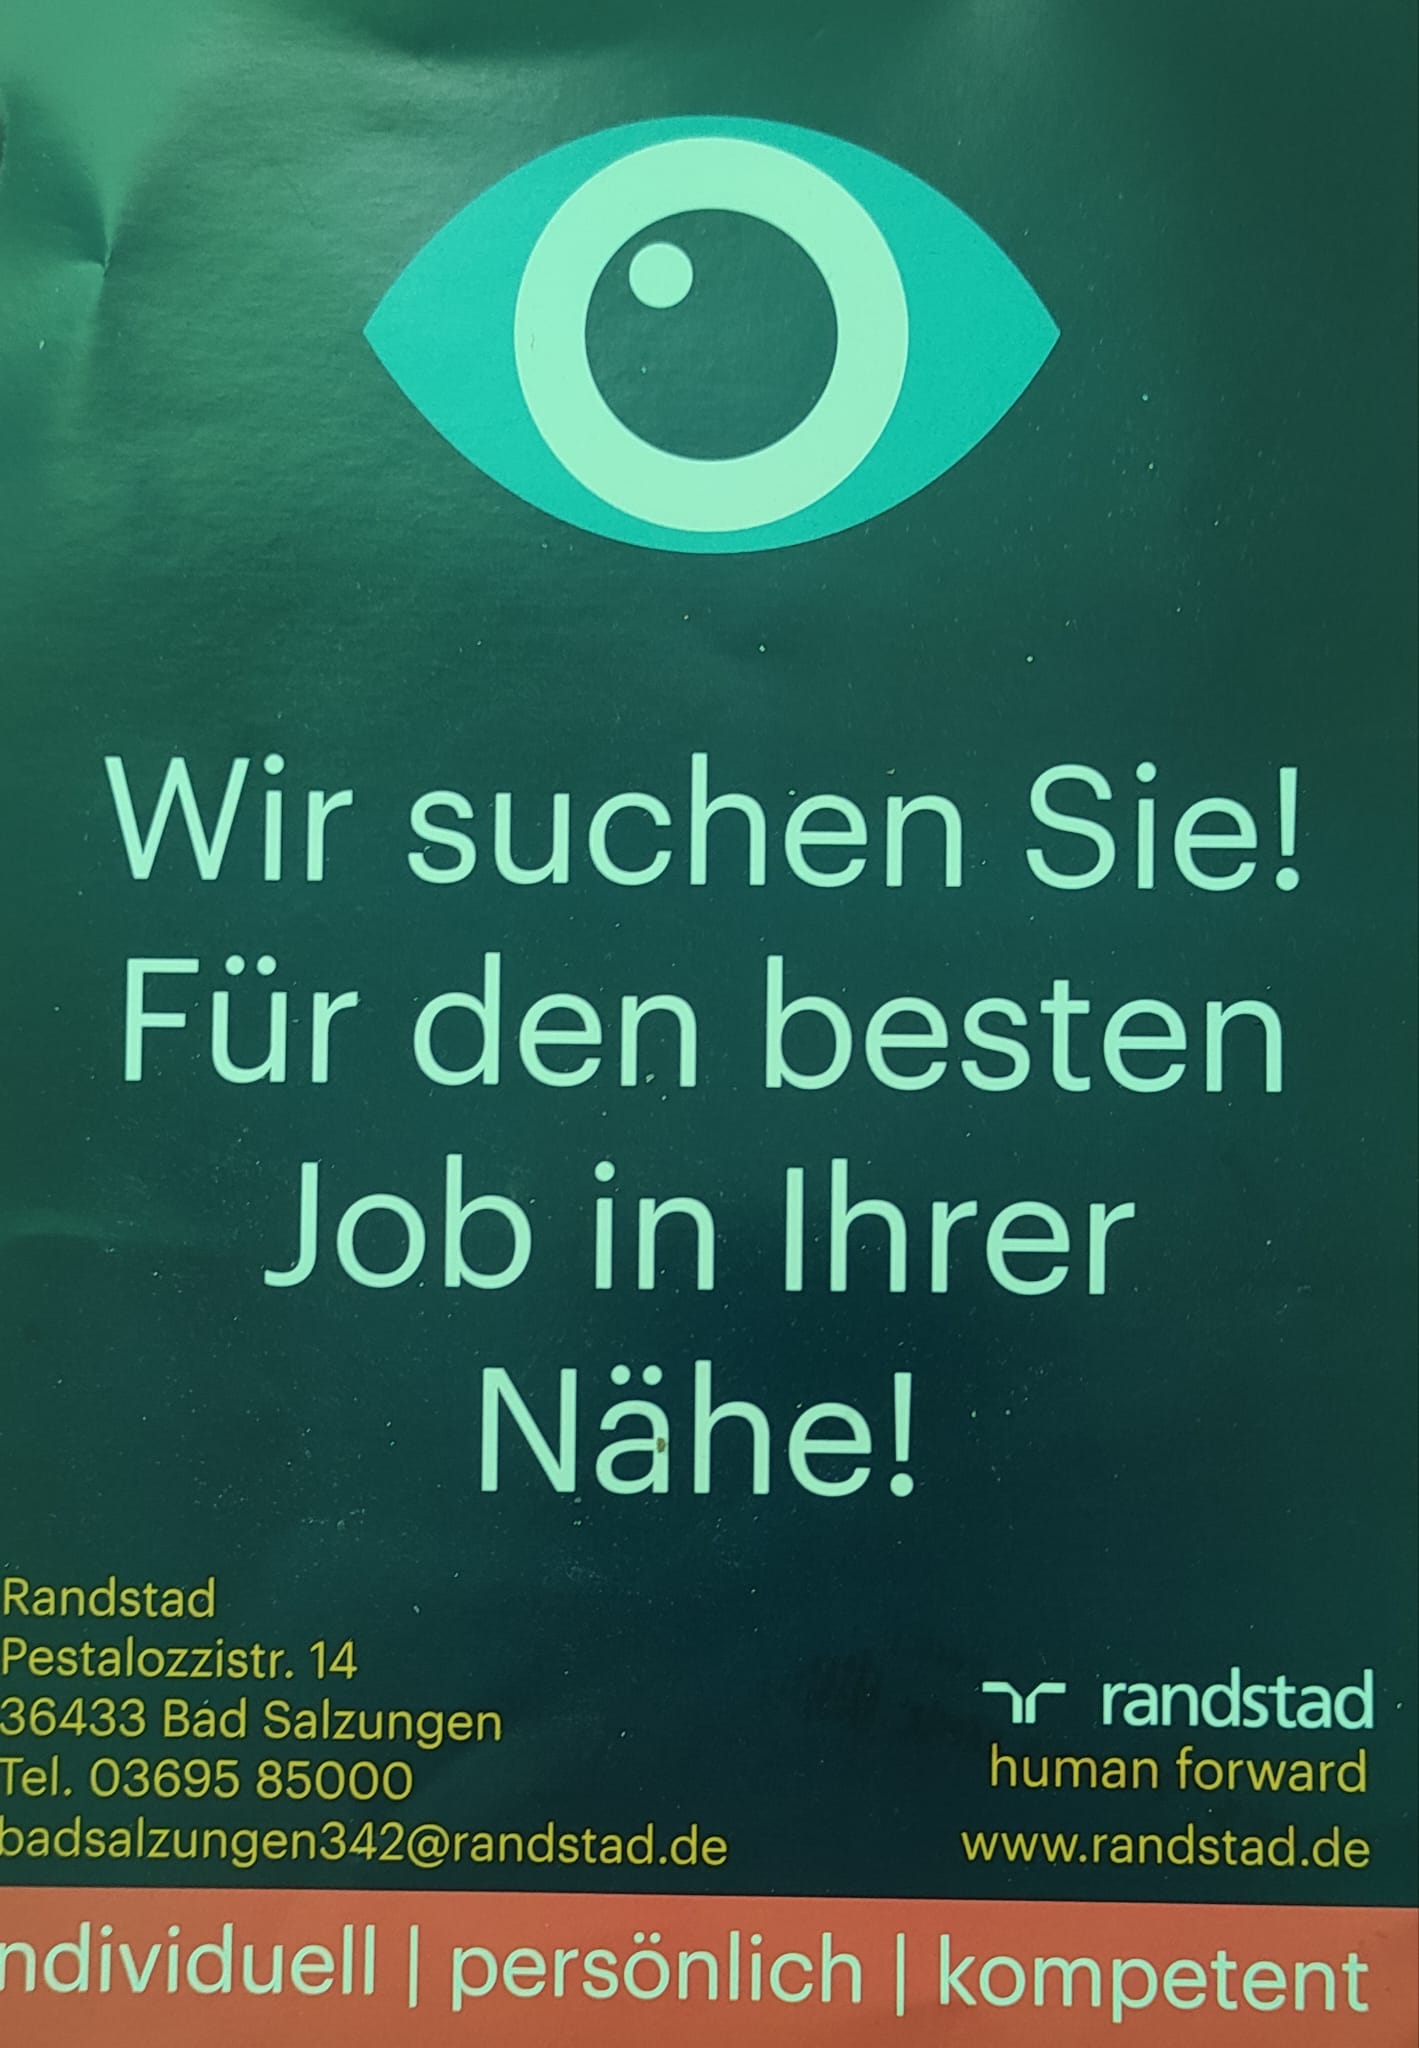 Wir suchen Sie!
Für den besten
Job in Ihrer
Nähe!
Randstad
Pestalozzistr. 14
36433 Bad Salzungen
Tel. 03695 85000
badsalzungen342@randstad.de
randstad
human forward
www.randstad.de
ndividuell | persönlich | kompetent